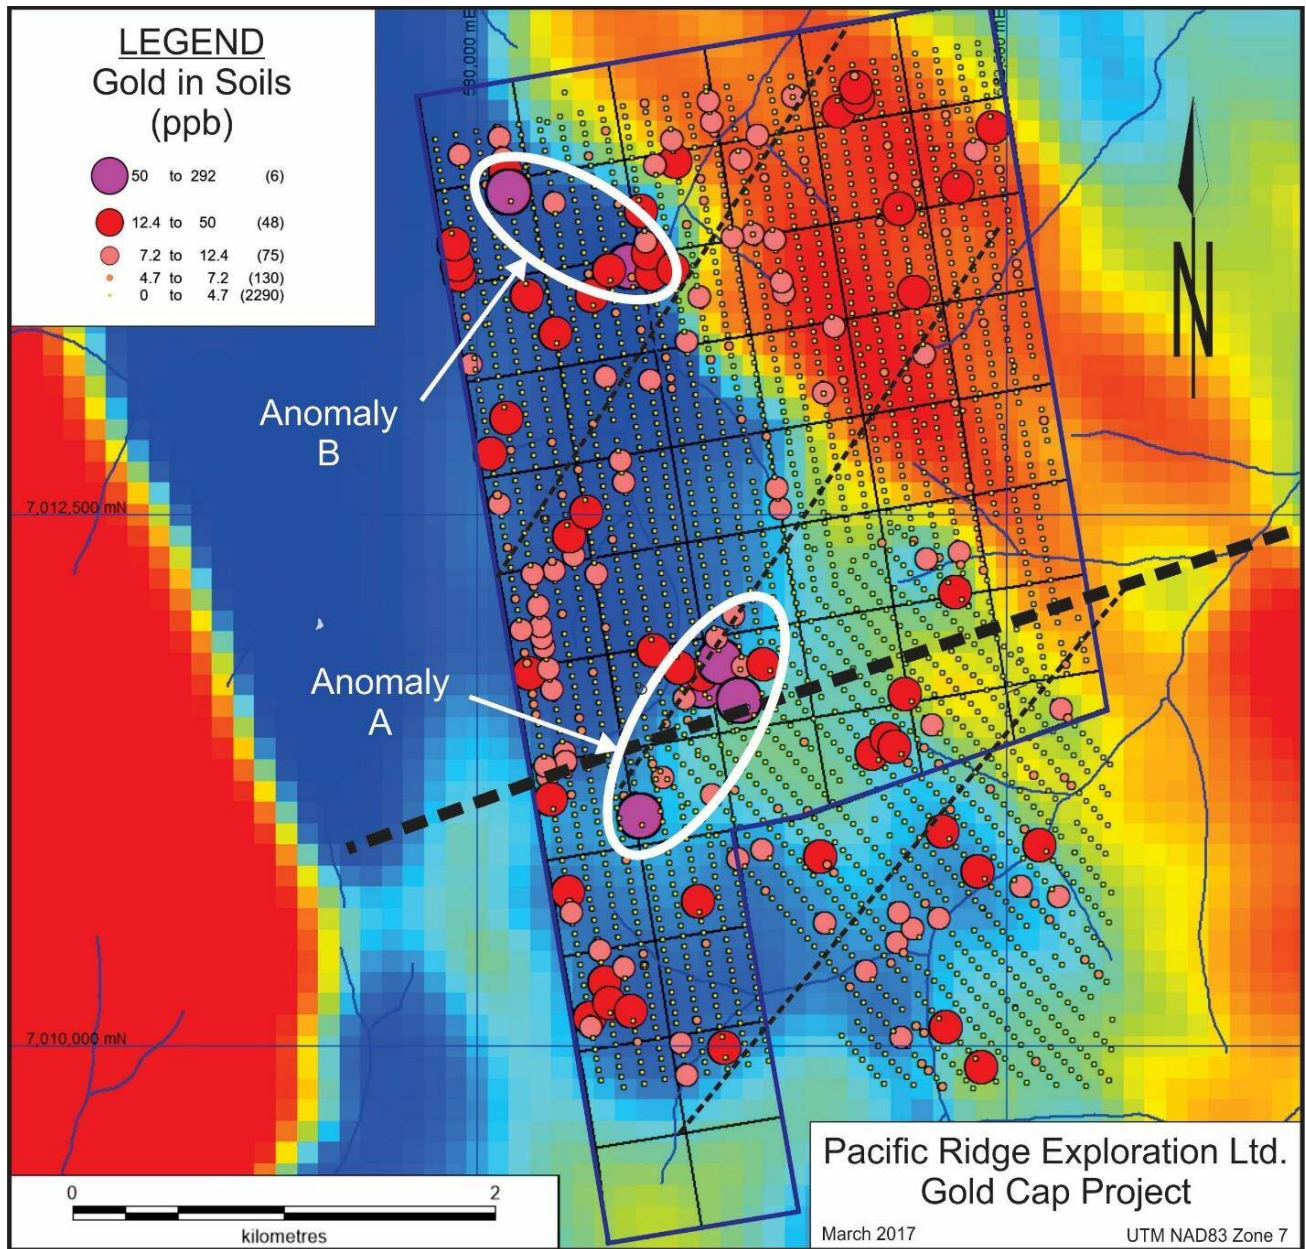 LEGEND
Gold in Soils
(ppb)
50 to 292 (6)
12.4 to 50 (48)
7.2 to 12.4 (75)
4.7 to 7.2 (130)
0 to 4.7 (2290)
580,000 mE
N
Anomaly
B
7,012,500 mN
Anomaly
A
7,010,000 mN
0 2
kilometres
Pacific Ridge Exploration Ltd.
Gold Cap Project
March 2017 UTM NAD83 Zone 7